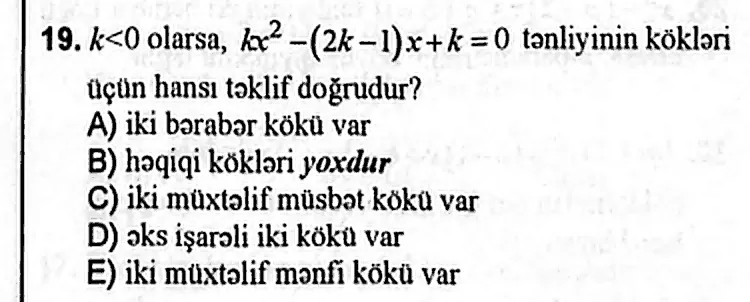 19. k<0 olarsa, kx² −(2k−1)x+k=0 tənliyinin kökləri
üçün hansı təklif doğrudur?
A) iki bərabər kökü var
B) həqiqi kökləri yoxdur
C) iki müxtəlif müsbət kökü var
D) əks işarəli iki kökü var
E) iki müxtəlif mənfi kökü var